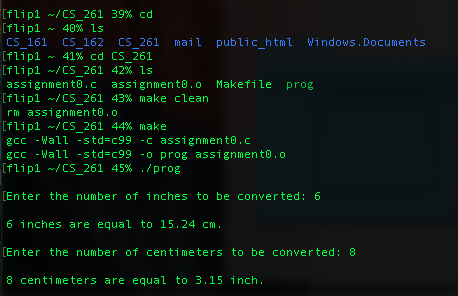 [flip1 ~/CS_261 39% cd
[flip1 ~ 40% ls
CS_161  CS_162  CS_261  mail  public_html  Windows.Documents
[flip1 ~ 41% cd CS_261
[flip1 ~/CS_261 42% ls
assignment0.c  assignment0.o  Makefile  prog
[flip1 ~/CS_261 43% make clean
rm assignment0.o
[flip1 ~/CS_261 44% make
gcc -Wall -std=c99 -c assignment0.c
gcc -Wall -std=c99 -o prog assignment0.o
[flip1 ~/CS_261 45% ./prog
[Enter the number of inches to be converted: 6
6 inches are equal to 15.24 cm.
[Enter the number of centimeters to be converted: 8
8 centimeters are equal to 3.15 inch.